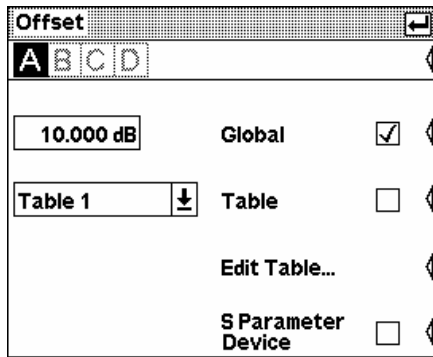 Offset
A B C D
10.000 dB Global
Table 1 Table
Edit Table...
S Parameter
Device